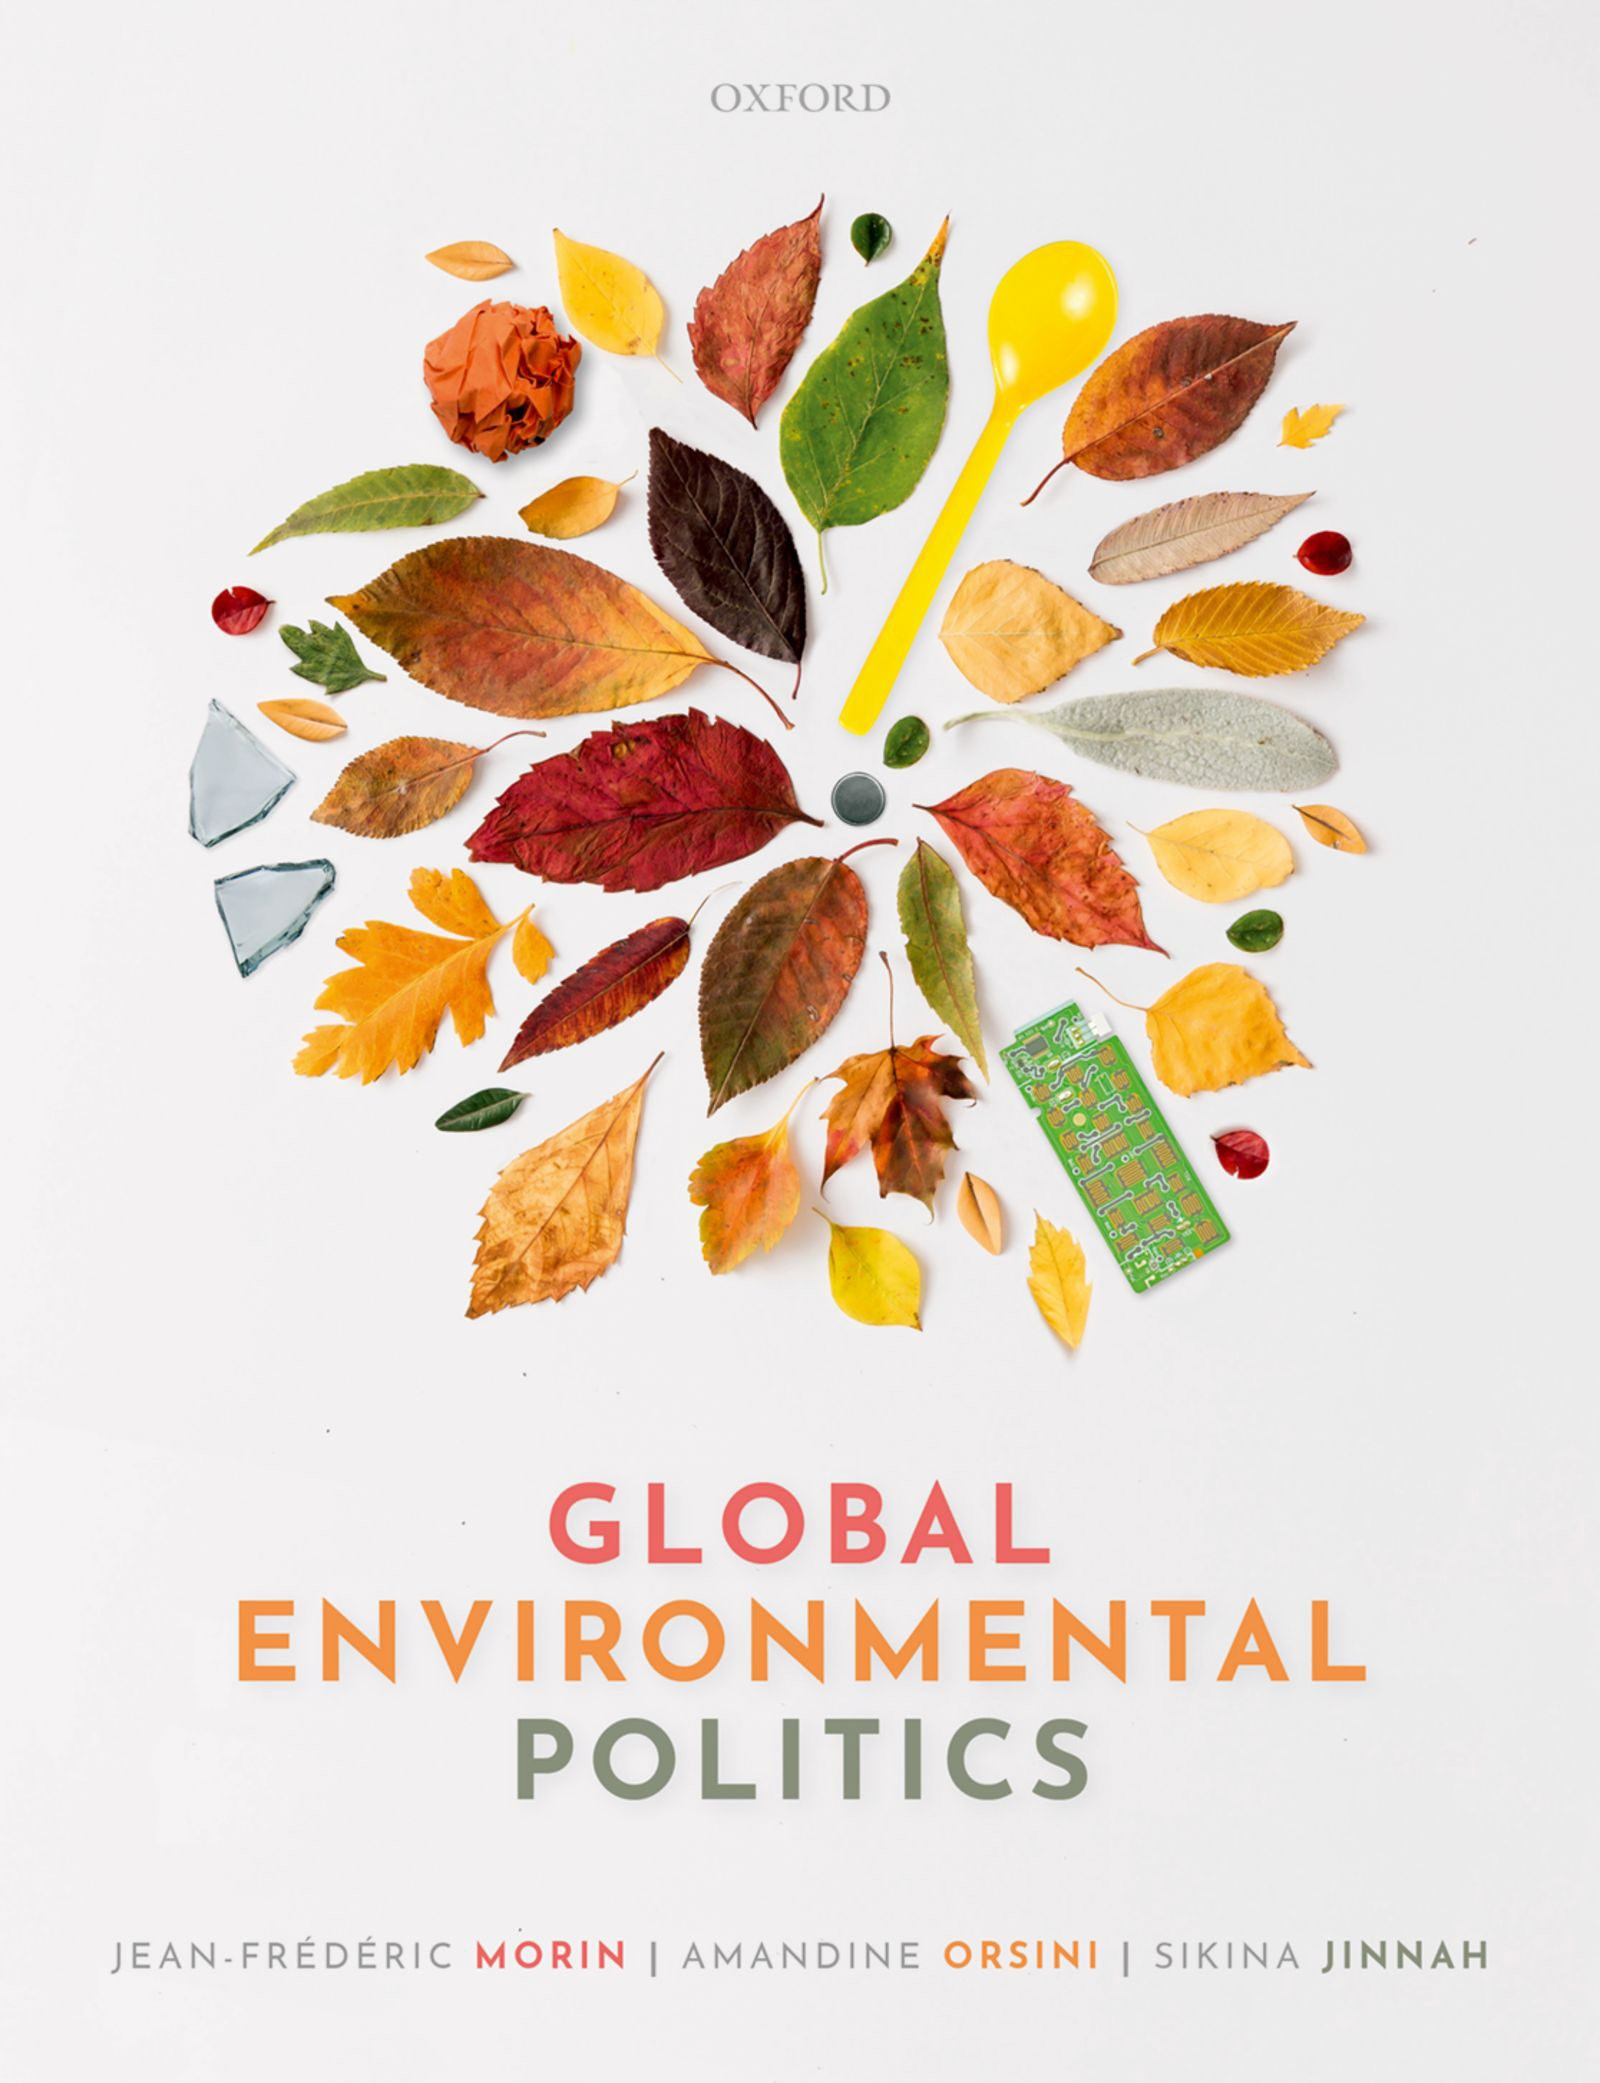 OXFORD
GLOBAL
ENVIRONMENTAL
POLITICS
JEAN-FRÉDÉRIC MORIN | AMANDINE ORSINI | SIKINA JINNAH